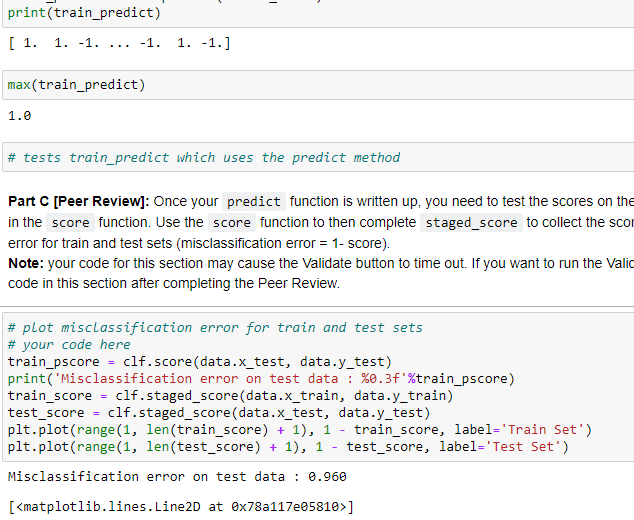 print(train_predict)
[ 1. 1. -1. ... -1. 1. -1.]
max(train_predict)
1.0
# tests train_predict which uses the predict method
Part C [Peer Review]: Once your predict function is written up, you need to test the scores on the
in the score function. Use the score function to then complete staged_score to collect the scor
error for train and test sets (misclassification error = 1- score).
Note: your code for this section may cause the Validate button to time out. If you want to run the Valid
code in this section after completing the Peer Review.
# plot misclassification error for train and test sets
# your code here
train_pscore = clf.score(data.x_test, data.y_test)
print('Misclassification error on test data : %0.3f'%train_pscore)
train_score = clf.staged_score(data.x_train, data.y_train)
test_score = clf.staged_score(data.x_test, data.y_test)
plt.plot(range(1, len(train_score) + 1), 1 - train_score, label='Train Set')
plt.plot(range(1, len(test_score) + 1), 1 - test_score, label='Test Set')
Misclassification error on test data : 0.960
[<matplotlib.lines.Line2D at 0x78a117e05810>]